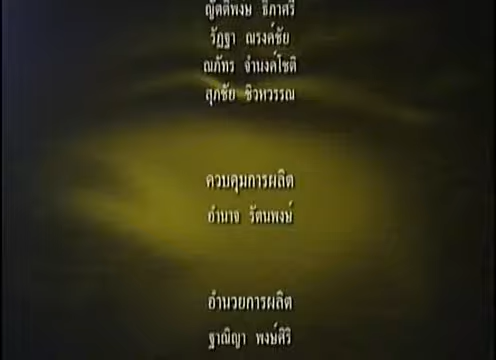 ญัตติพงษ์ ธีภาศรี
รัฎฐา ณรงค์ชัย
ณภัทร จำนงค์โชติ
สุภชัย ชิวหวรรณ
ควบคุมการผลิต
อำนาจ รัตนพงษ์
อำนวยการผลิต
ฐาณิญา พงษ์ศิริ